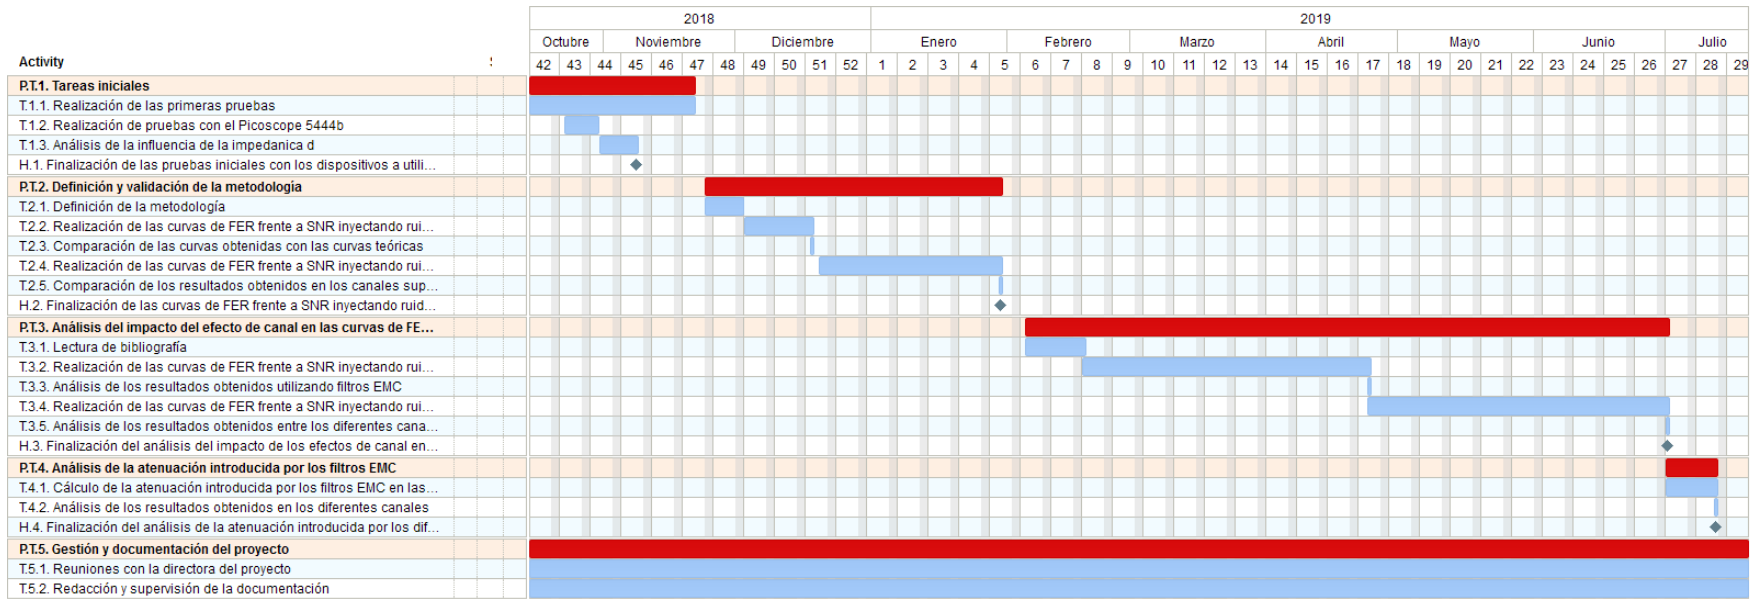 2018 2019
Octubre Noviembre Diciembre Enero Febrero Marzo Abril Mayo Junio Julio
Activity
42 43 44 45 46 47 48 49 50 51 52 1 2 3 4 5 6 7 8 9 10 11 12 13 14 15 16 17 18 19 20 21 22 23 24 25 26 27 28 29
P.T.1. Tareas iniciales
T.1.1. Realización de las primeras pruebas
T.1.2. Realización de pruebas con el Picoscope 5444b
T.1.3. Análisis de la influencia de la impedanica d
H.1. Finalización de las pruebas iniciales con los dispositivos a utili...
P.T.2. Definición y validación de la metodología
T.2.1. Definición de la metodología
T.2.2. Realización de las curvas de FER frente a SNR inyectando rui...
T.2.3. Comparación de las curvas obtenidas con las curvas teóricas
T.2.4. Realización de las curvas de FER frente a SNR inyectando rui...
T.2.5. Comparación de los resultados obtenidos en los canales sup...
H.2. Finalización de las curvas de FER frente a SNR inyectando ruid...
P.T.3. Análisis del impacto del efecto de canal en las curvas de FE...
T.3.1. Lectura de bibliografía
T.3.2. Realización de las curvas de FER frente a SNR inyectando rui...
T.3.3. Análisis de los resultados obtenidos utilizando filtros EMC
T.3.4. Realización de las curvas de FER frente a SNR inyectando rui...
T.3.5. Análisis de los resultados obtenidos entre los diferentes cana...
H.3. Finalización del análisis del impacto de los efectos de canal en...
P.T.4. Análisis de la atenuación introducida por los filtros EMC
T.4.1. Cálculo de la atenuación introducida por los filtros EMC en las...
T.4.2. Análisis de los resultados obtenidos en los diferentes canales
H.4. Finalización del análisis de la atenuación introducida por los dif...
P.T.5. Gestión y documentación del proyecto
T.5.1. Reuniones con la directora del proyecto
T.5.2. Redacción y supervisión de la documentación